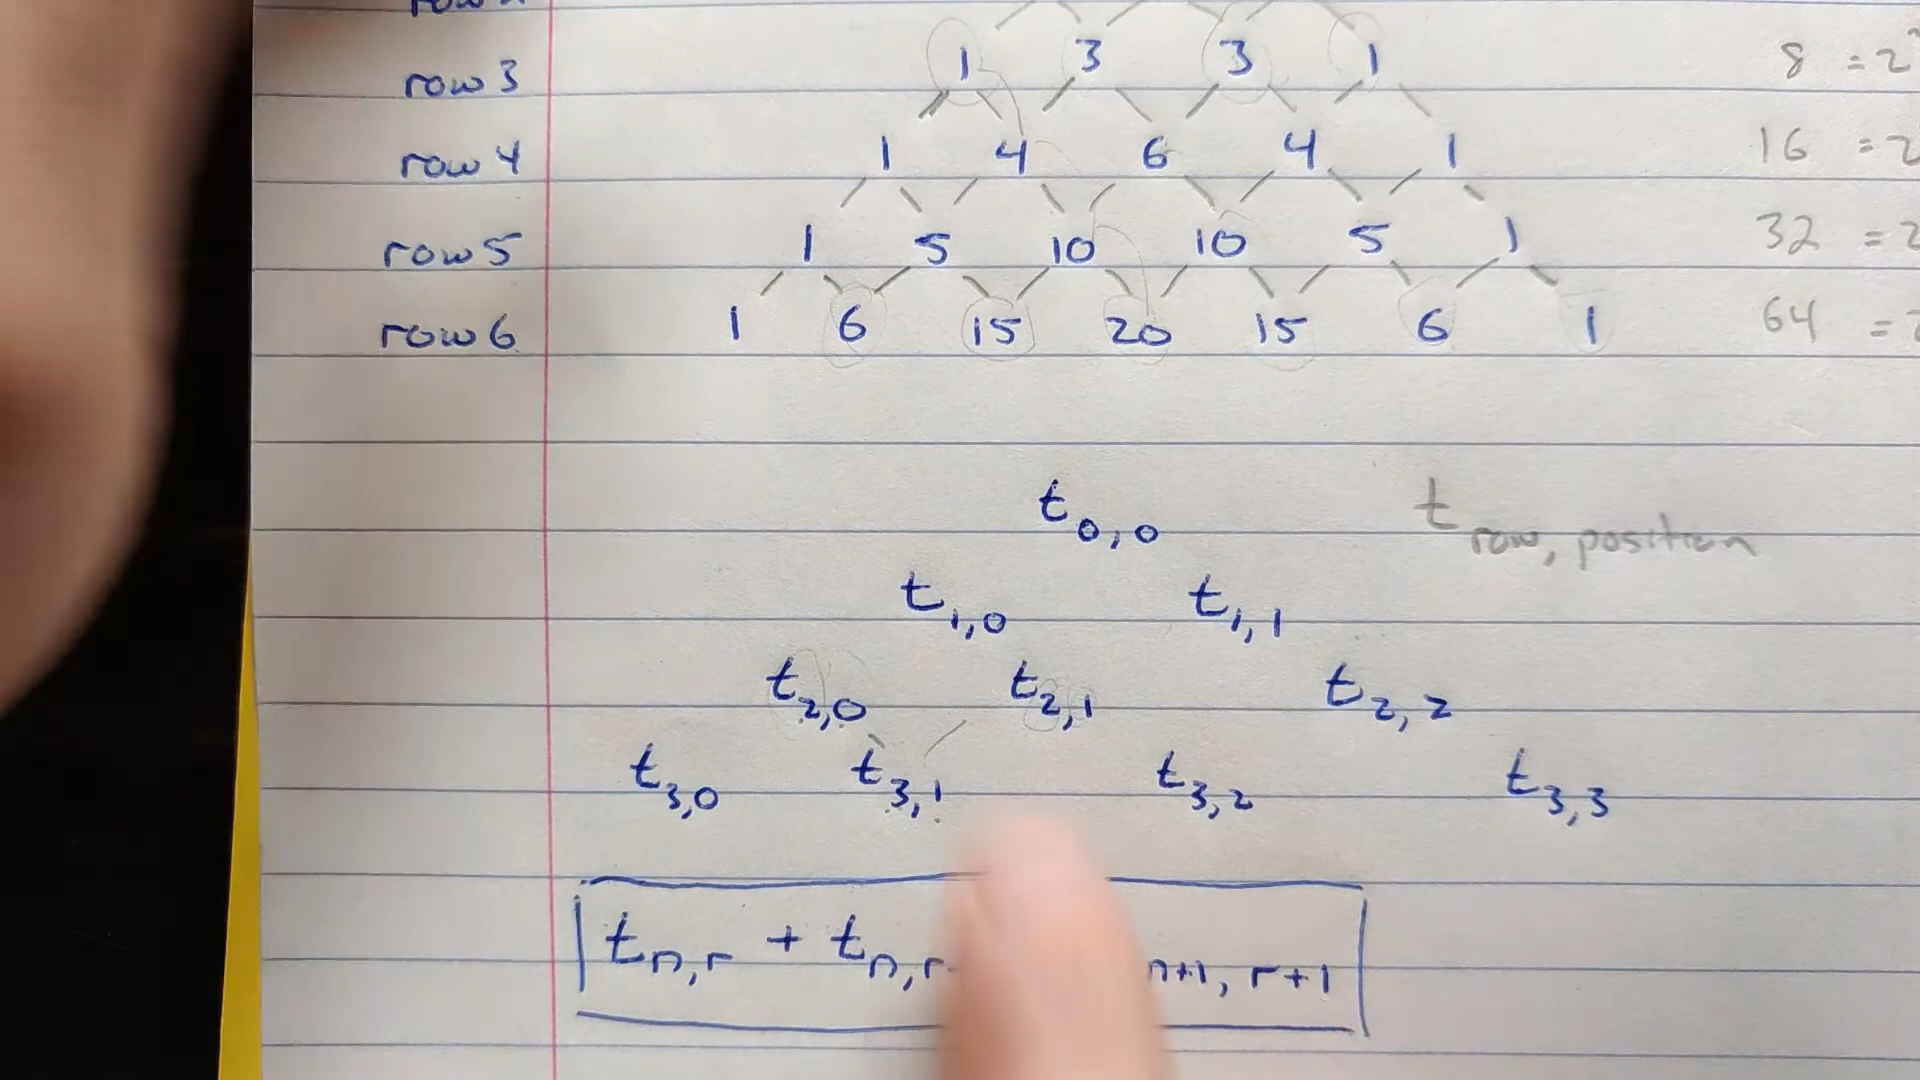 row 3 1 3 3 1 8 = 2
row 4 1 4 6 4 1 16 = 2
row 5 1 5 10 10 5 1 32 = 2
row 6 1 6 15 20 15 6 1 64 =
t0,0 t row, position
t1,0 t1,1
t2,0 t2,1 t2,2
t3,0 t3,1 t3,2 t3,3
tn,r + tn,r n+1, r+1